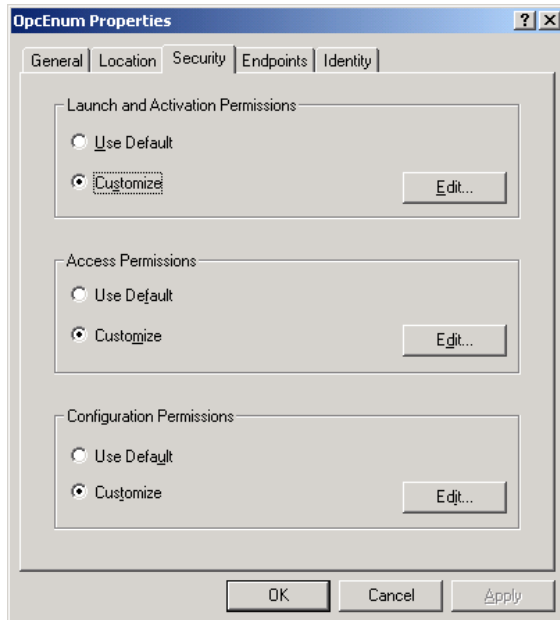 OpcEnum Properties
General Location Security Endpoints Identity
Launch and Activation Permissions
Use Default
Customize Edit...
Access Permissions
Use Default
Customize Edit...
Configuration Permissions
Use Default
Customize Edit...
OK Cancel Apply